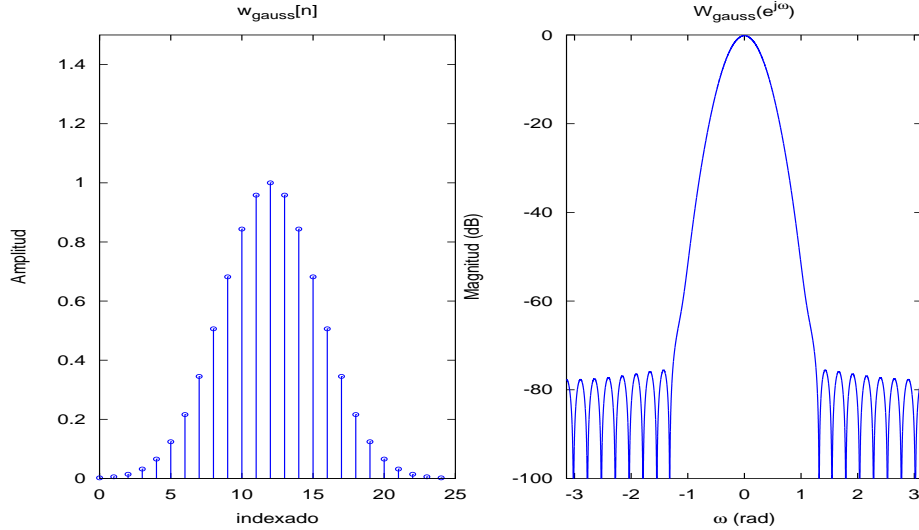 w_gauss[n]
1.4
1.2
1
0.8
0.6
0.4
0.2
0
Amplitud
0 5 10 15 20 25
indexado
W_gauss(e^jω)
0
-20
-40
-60
-80
-100
Magnitud (dB)
-3 -2 -1 0 1 2 3
ω (rad)